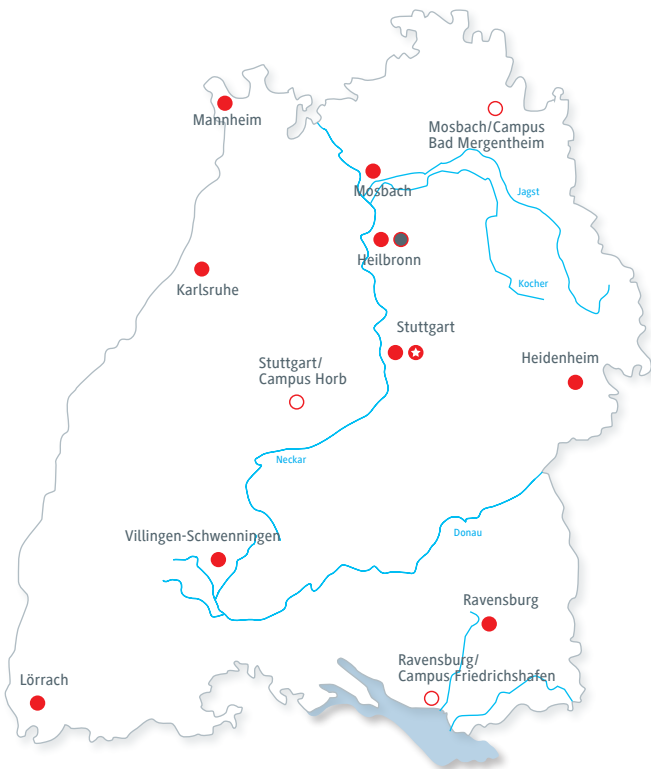 Mannheim
Mosbach/Campus
Bad Mergentheim
Mosbach
Jagst
Heilbronn
Karlsruhe
Kocher
Stuttgart
Stuttgart/
Campus Horb
Heidenheim
Neckar
Villingen-Schwenningen
Donau
Ravensburg
Ravensburg/
Campus Friedrichshafen
Lörrach